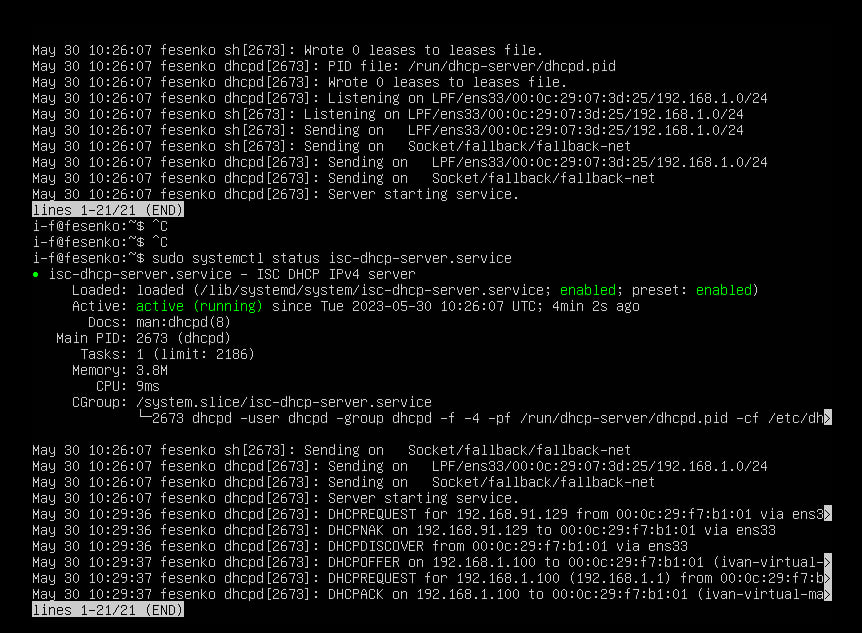 May 30 10:26:07 fesenko sh[2673]: Wrote 0 leases to leases file.
May 30 10:26:07 fesenko dhcpd[2673]: PID file: /run/dhcp-server/dhcpd.pid
May 30 10:26:07 fesenko dhcpd[2673]: Wrote 0 leases to leases file.
May 30 10:26:07 fesenko dhcpd[2673]: Listening on LPF/ens33/00:0c:29:07:3d:25/192.168.1.0/24
May 30 10:26:07 fesenko sh[2673]: Listening on LPF/ens33/00:0c:29:07:3d:25/192.168.1.0/24
May 30 10:26:07 fesenko sh[2673]: Sending on   LPF/ens33/00:0c:29:07:3d:25/192.168.1.0/24
May 30 10:26:07 fesenko sh[2673]: Sending on   Socket/fallback/fallback-net
May 30 10:26:07 fesenko dhcpd[2673]: Sending on   LPF/ens33/00:0c:29:07:3d:25/192.168.1.0/24
May 30 10:26:07 fesenko dhcpd[2673]: Sending on   Socket/fallback/fallback-net
May 30 10:26:07 fesenko dhcpd[2673]: Server starting service.
lines 1-21/21 (END)
i-f@fesenko:~$ ^C
i-f@fesenko:~$ ^C
i-f@fesenko:~$ sudo systemctl status isc-dhcp-server.service
● isc-dhcp-server.service - ISC DHCP IPv4 server
     Loaded: loaded (/lib/systemd/system/isc-dhcp-server.service; enabled; preset: enabled)
     Active: active (running) since Tue 2023-05-30 10:26:07 UTC; 4min 2s ago
       Docs: man:dhcpd(8)
   Main PID: 2673 (dhcpd)
      Tasks: 1 (limit: 2186)
     Memory: 3.8M
        CPU: 9ms
     CGroup: /system.slice/isc-dhcp-server.service
             └─2673 dhcpd -user dhcpd -group dhcpd -f -4 -pf /run/dhcp-server/dhcpd.pid -cf /etc/dh>
May 30 10:26:07 fesenko sh[2673]: Sending on   Socket/fallback/fallback-net
May 30 10:26:07 fesenko dhcpd[2673]: Sending on   LPF/ens33/00:0c:29:07:3d:25/192.168.1.0/24
May 30 10:26:07 fesenko dhcpd[2673]: Sending on   Socket/fallback/fallback-net
May 30 10:26:07 fesenko dhcpd[2673]: Server starting service.
May 30 10:29:36 fesenko dhcpd[2673]: DHCPREQUEST for 192.168.91.129 from 00:0c:29:f7:b1:01 via ens3>
May 30 10:29:36 fesenko dhcpd[2673]: DHCPNAK on 192.168.91.129 to 00:0c:29:f7:b1:01 via ens33
May 30 10:29:36 fesenko dhcpd[2673]: DHCPDISCOVER from 00:0c:29:f7:b1:01 via ens33
May 30 10:29:37 fesenko dhcpd[2673]: DHCPOFFER on 192.168.1.100 to 00:0c:29:f7:b1:01 (ivan-virtual->
May 30 10:29:37 fesenko dhcpd[2673]: DHCPREQUEST for 192.168.1.100 (192.168.1.1) from 00:0c:29:f7:b>
May 30 10:29:37 fesenko dhcpd[2673]: DHCPACK on 192.168.1.100 to 00:0c:29:f7:b1:01 (ivan-virtual-ma>
lines 1-21/21 (END)